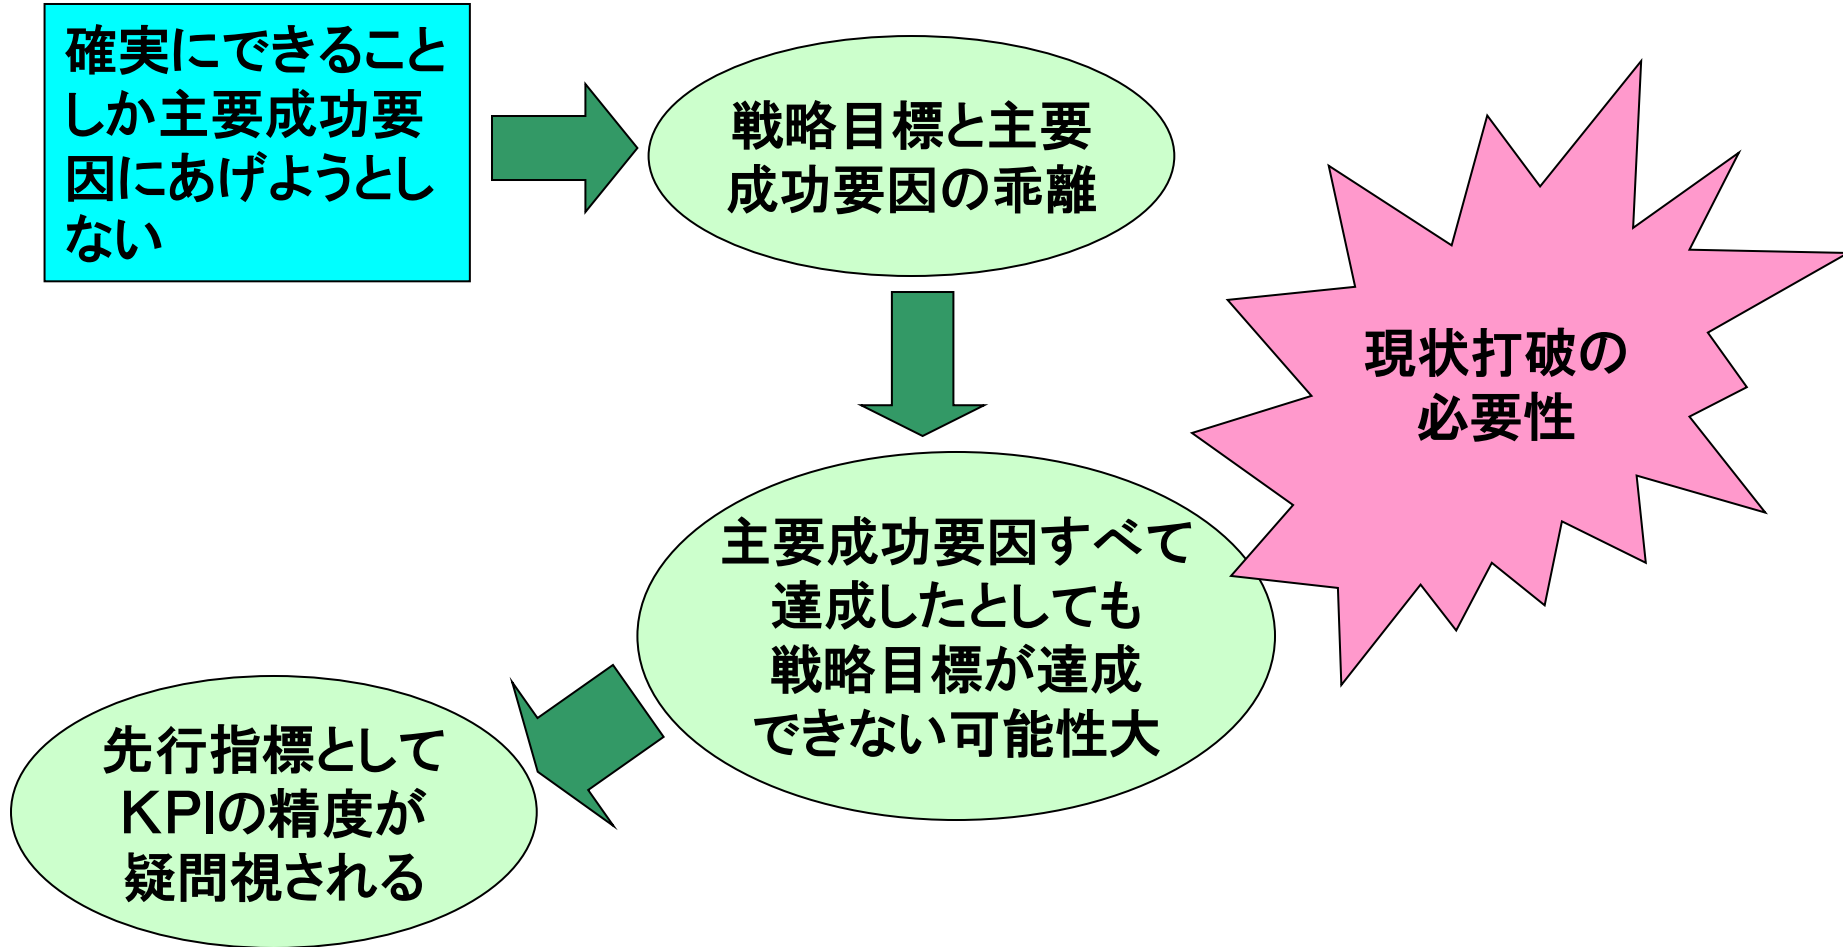 確実にできること
しか主要成功要
因にあげようとし
ない
戦略目標と主要
成功要因の乖離
現状打破の
必要性
主要成功要因すべて
達成したとしても
戦略目標が達成
できない可能性大
先行指標として
KPIの精度が
疑問視される